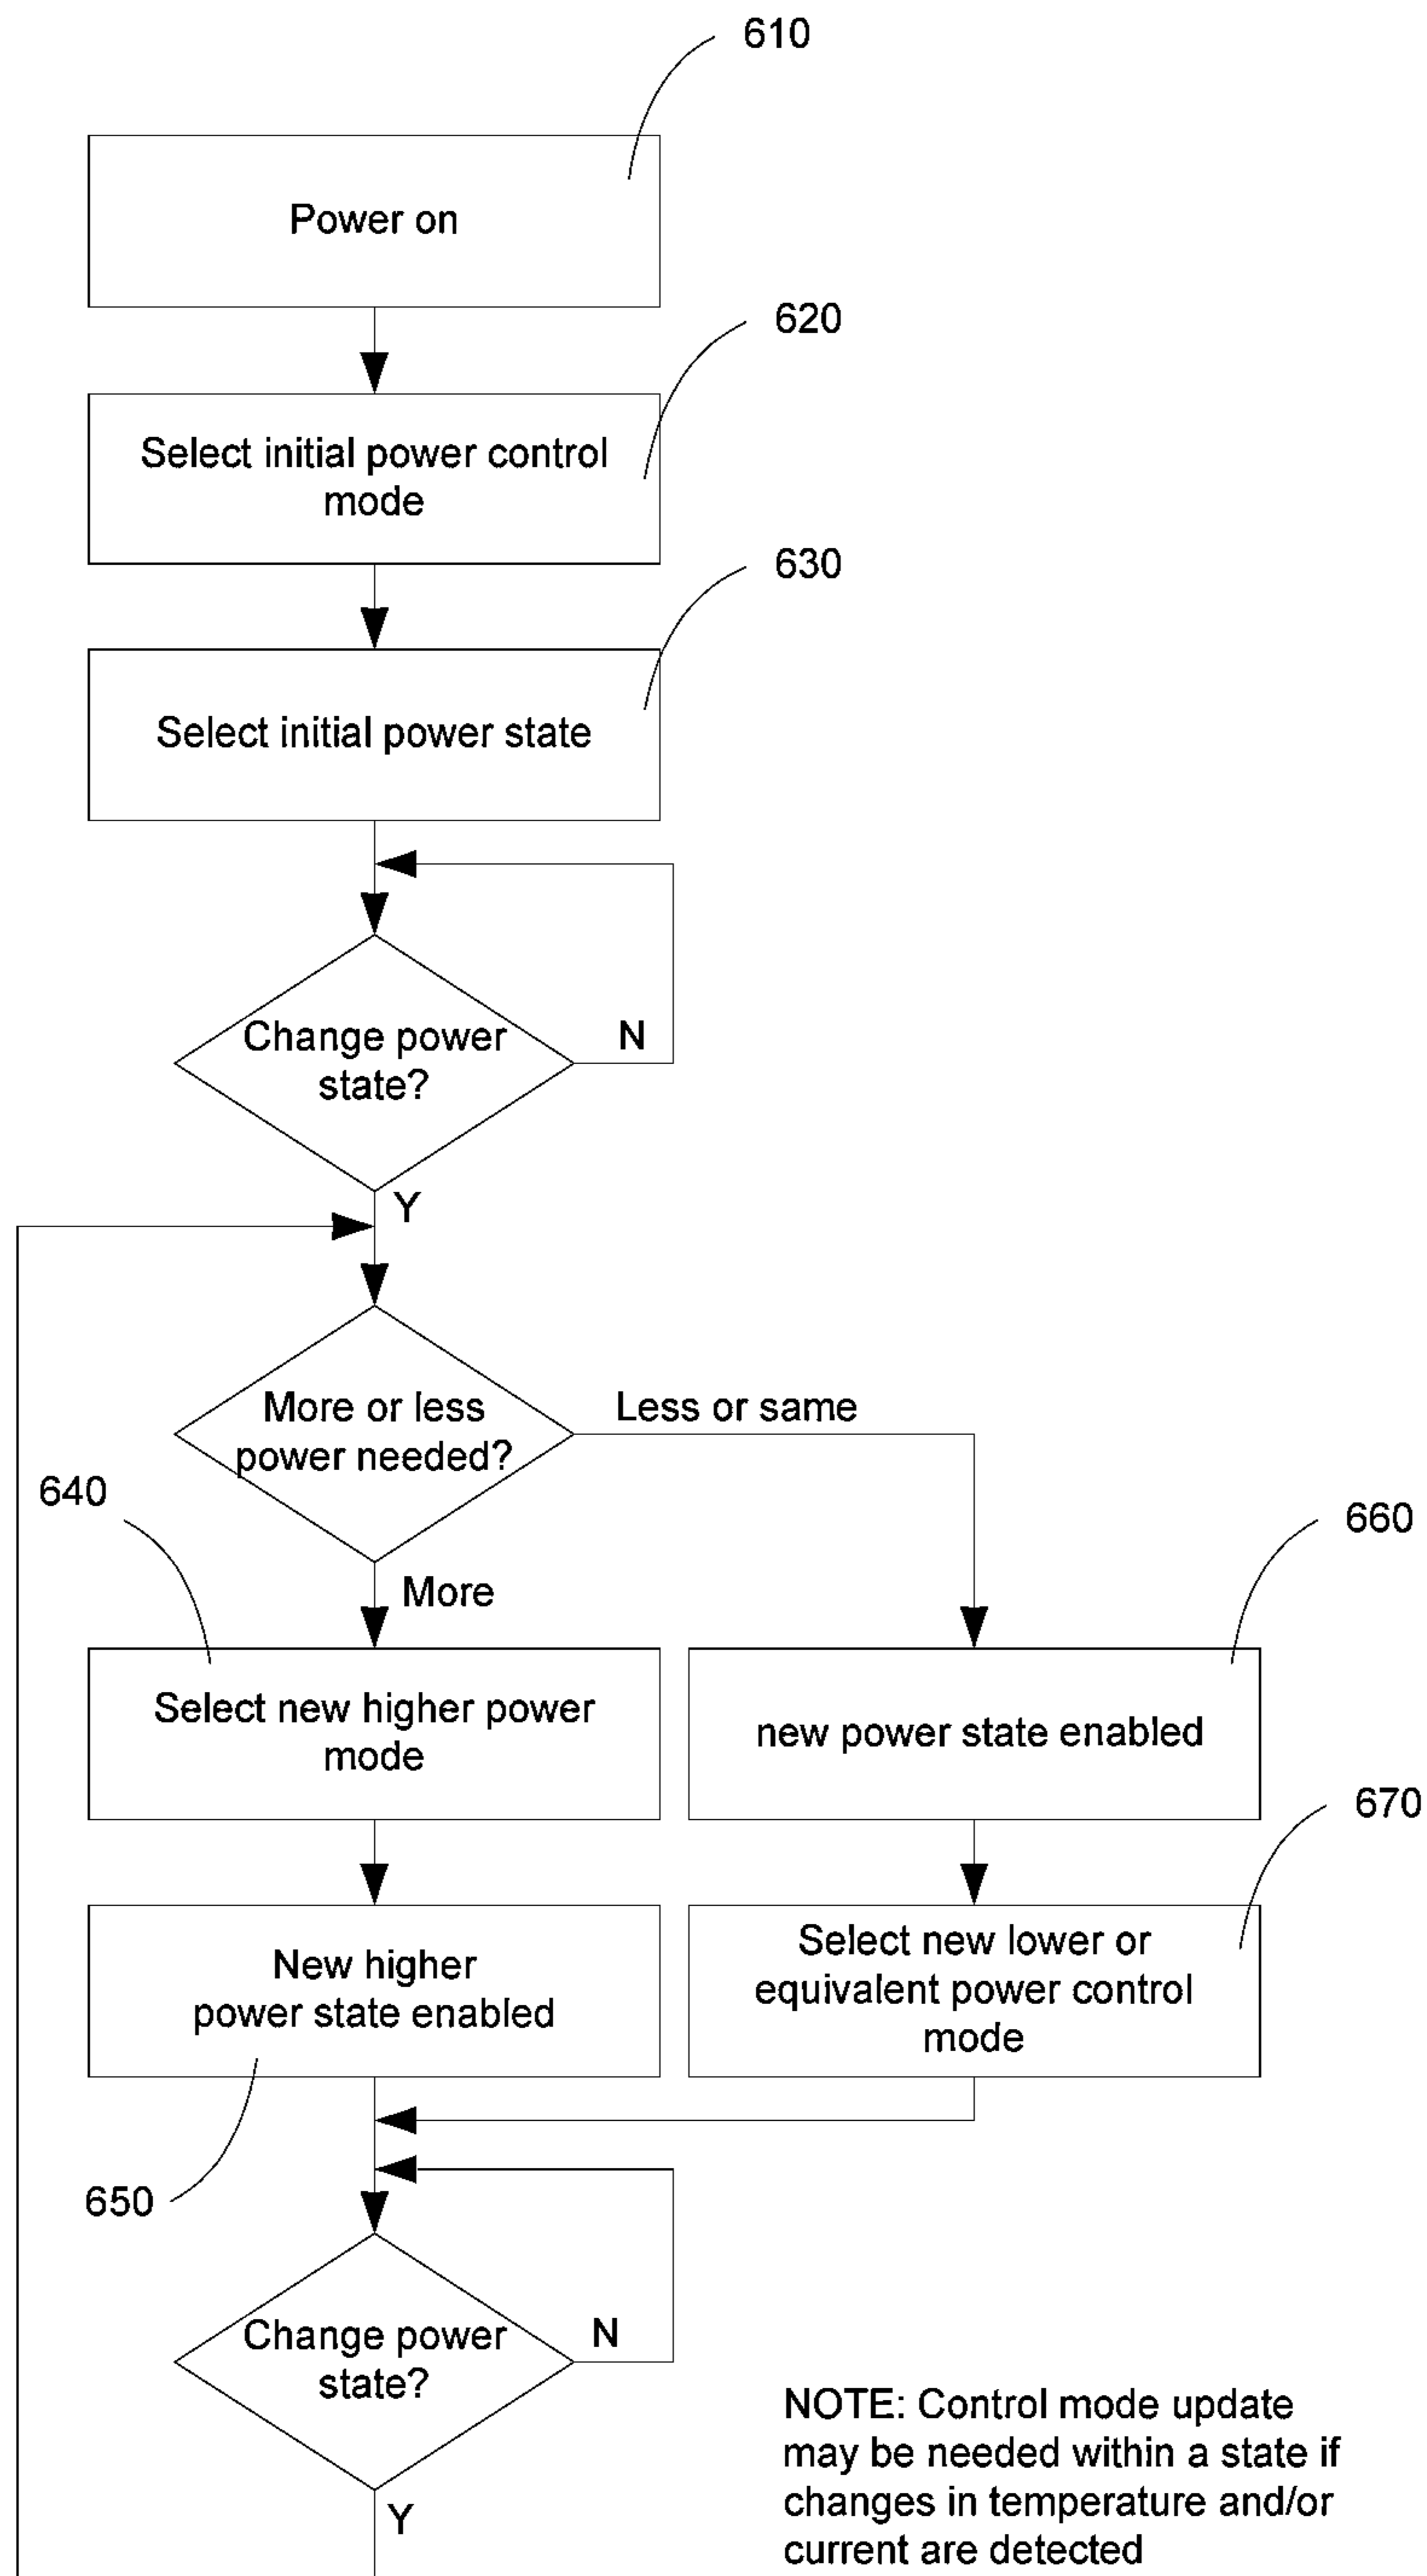 610
Power on
620
Select initial power control
mode
630
Select initial power state
Change power
state?
N
Y
More or less
power needed?
Less or same
640
660
More
Select new higher power
mode
new power state enabled
670
New higher
power state enabled
Select new lower or
equivalent power control
mode
650
Change power
state?
N
NOTE: Control mode update
may be needed within a state if
changes in temperature and/or
current are detected
Y